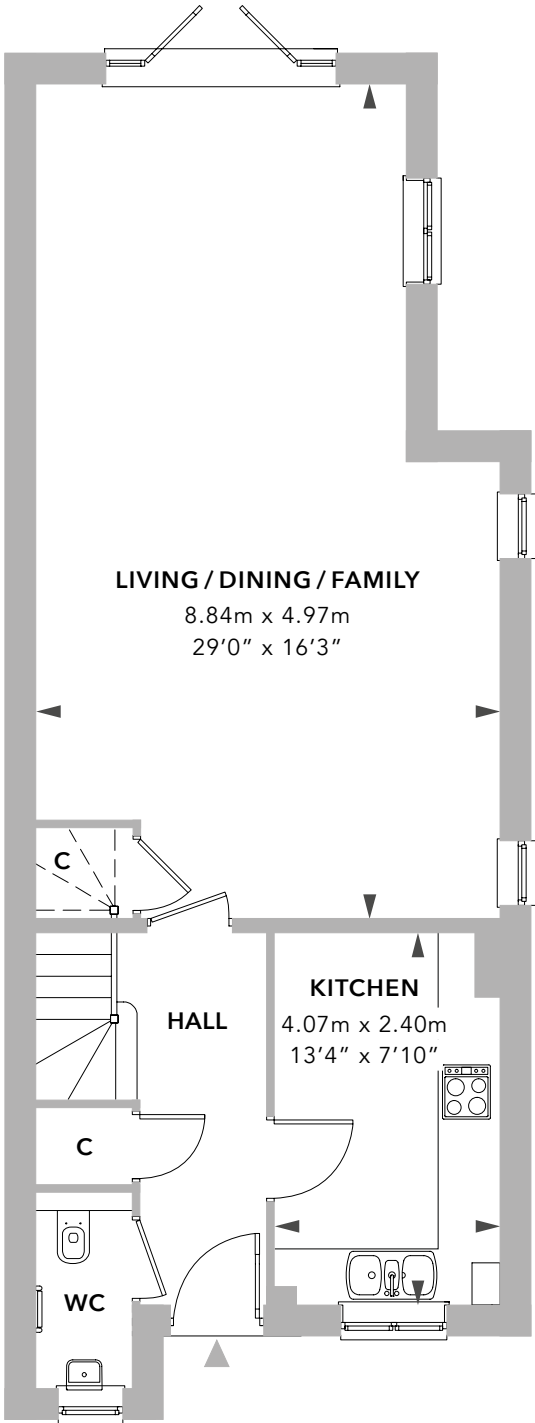 LIVING / DINING / FAMILY
8.84m x 4.97m
29’0” x 16’3”
C
HALL
KITCHEN
4.07m x 2.40m
13’4” x 7’10”
C
WC